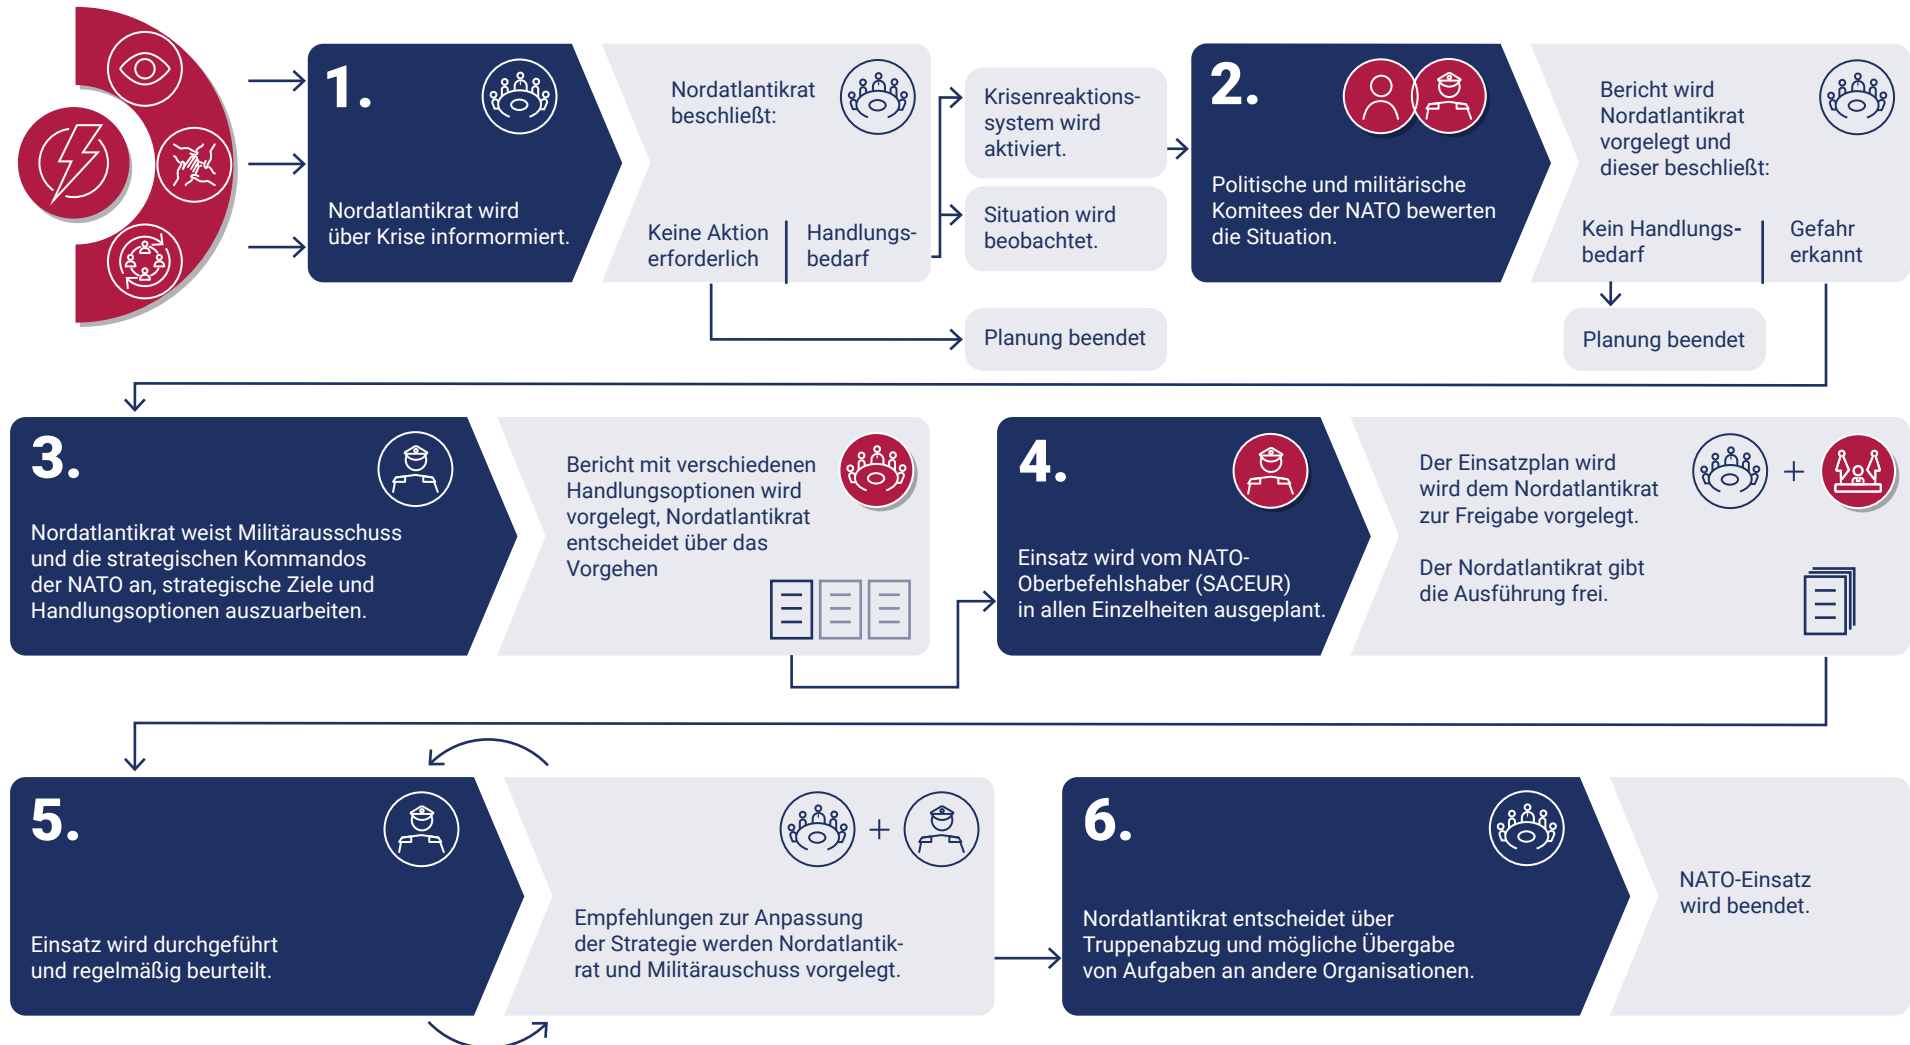 1.
Nordatlantikrat wird
über Krise informormiert.
Nordatlantikrat
beschließt:
Keine Aktion
erforderlich
Handlungs-
bedarf
Krisenreaktions-
system wird
aktiviert.
Situation wird
beobachtet.
Planung beendet
2.
Politische und militärische
Komitees der NATO bewerten
die Situation.
Bericht wird
Nordatlantikrat
vorgelegt und
dieser beschließt:
Kein Handlungs-
bedarf
Gefahr
erkannt
Planung beendet
3.
Nordatlantikrat weist Militärausschuss
und die strategischen Kommandos
der NATO an, strategische Ziele und
Handlungsoptionen auszuarbeiten.
Bericht mit verschiedenen
Handlungsoptionen wird
vorgelegt, Nordatlantikrat
entscheidet über das
Vorgehen
4.
Einsatz wird vom NATO-
Oberbefehlshaber (SACEUR)
in allen Einzelheiten ausgeplant.
Der Einsatzplan wird
wird dem Nordatlantikrat
zur Freigabe vorgelegt.
Der Nordatlantikrat gibt
die Ausführung frei.
+
5.
Einsatz wird durchgeführt
und regelmäßig beurteilt.
+
Empfehlungen zur Anpassung
der Strategie werden Nordatlantik-
rat und Militärauschuss vorgelegt.
6.
Nordatlantikrat entscheidet über
Truppenabzug und mögliche Übergabe
von Aufgaben an andere Organisationen.
NATO-Einsatz
wird beendet.